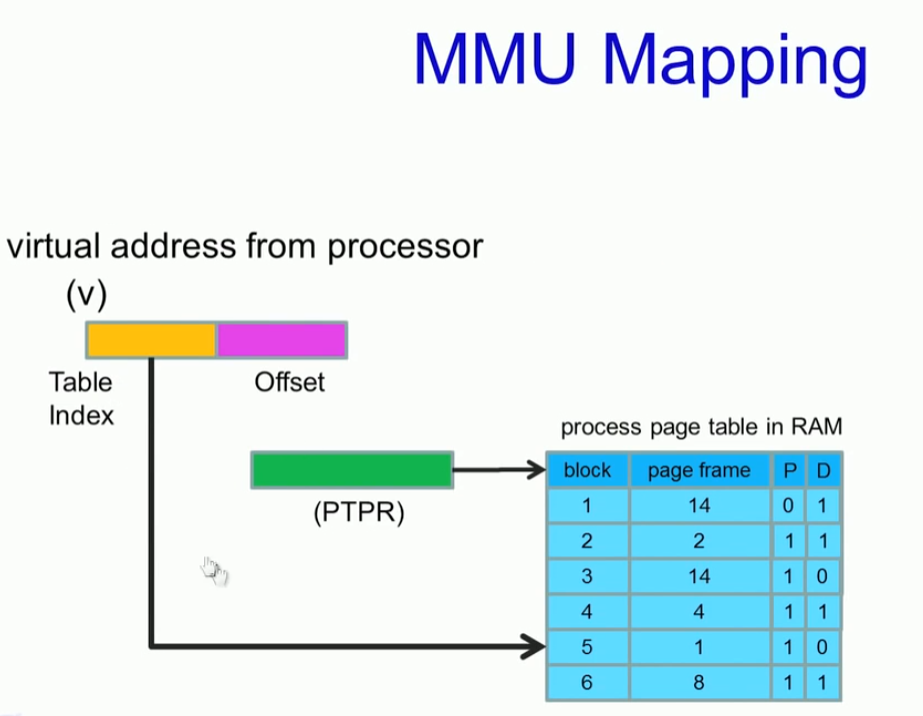 MMU Mapping
virtual address from processor
(v)
Table
Index
Offset
(PTPR)
process page table in RAM
block page frame P D
1 14 0 1
2 2 1 1
3 14 1 0
4 4 1 1
5 1 1 0
6 8 1 1